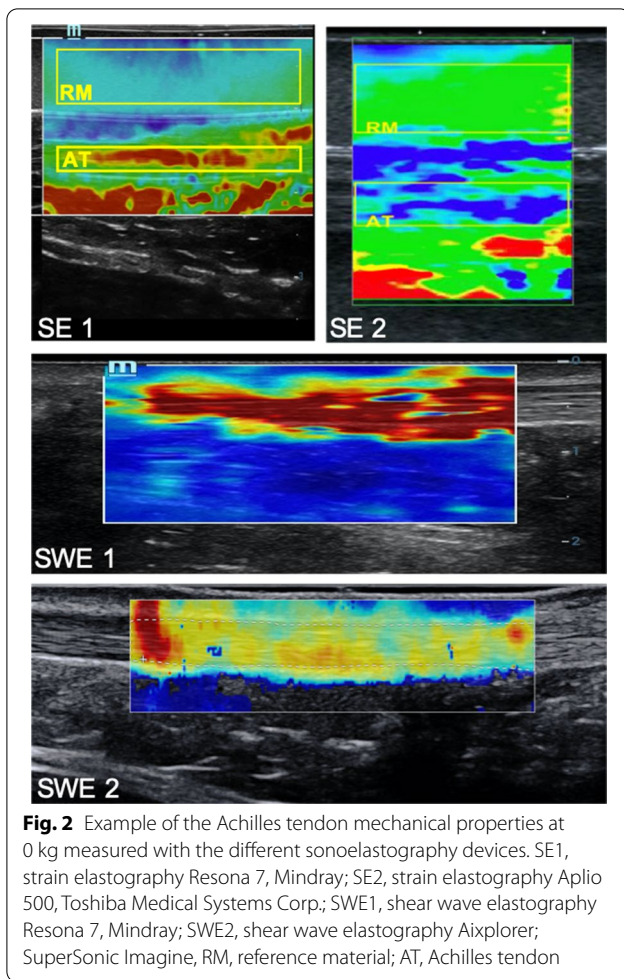 m
RM
AT
SE 1
RM
AT
SE 2
m
0
1
2
SWE 1
SWE 2
Fig. 2 Example of the Achilles tendon mechanical properties at
0 kg measured with the different sonoelastography devices. SE1,
strain elastography Resona 7, Mindray; SE2, strain elastography Aplio
500, Toshiba Medical Systems Corp.; SWE1, shear wave elastography
Resona 7, Mindray; SWE2, shear wave elastography Aixplorer;
SuperSonic Imagine, RM, reference material; AT, Achilles tendon